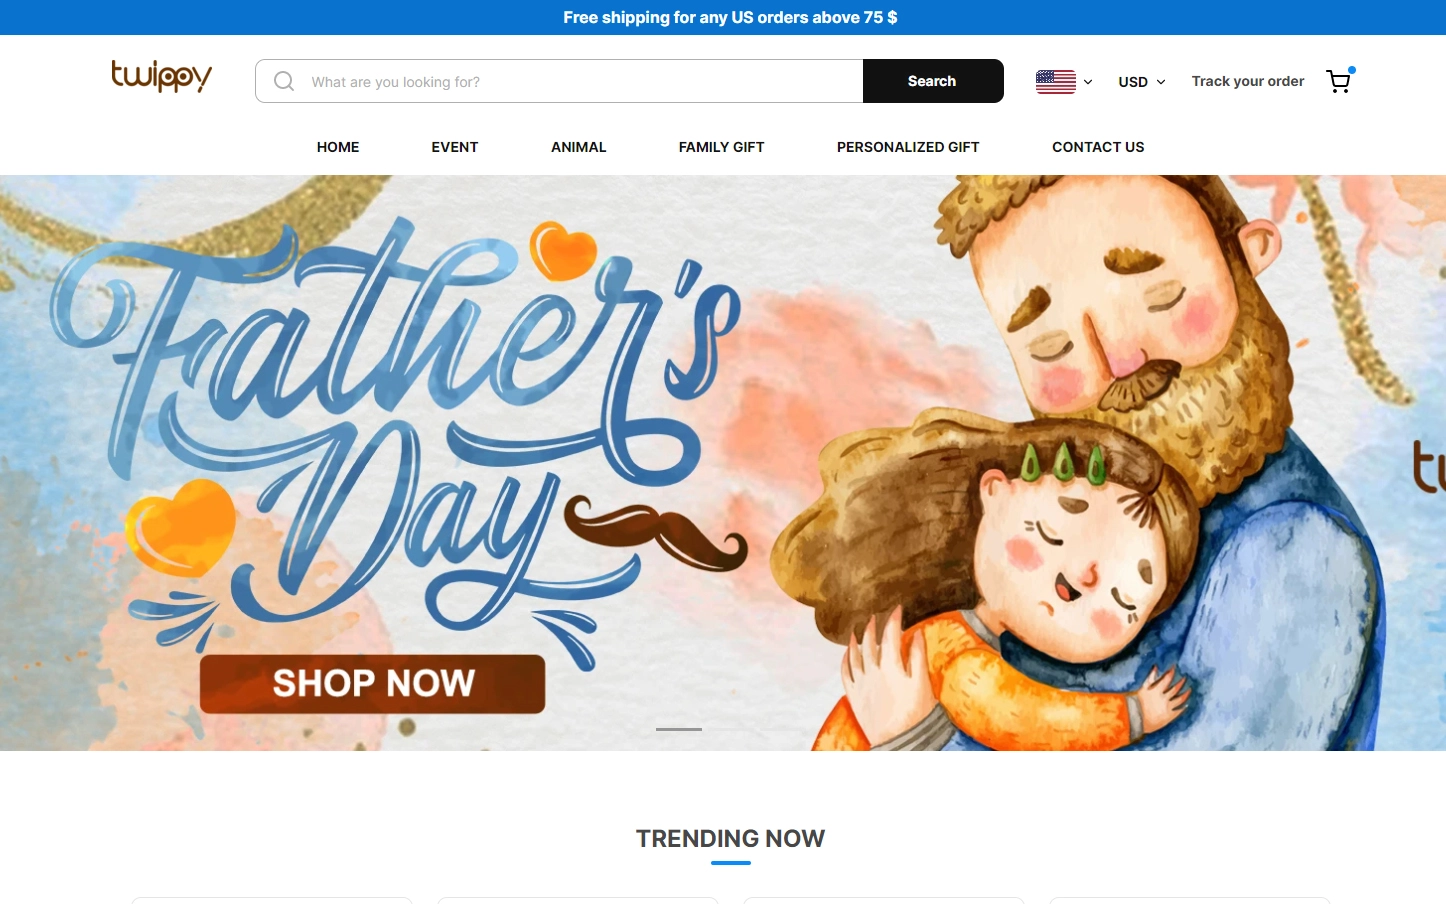 Free shipping for any US orders above 75 $
twippy
What are you looking for?
Search
USD
Track your order
HOME
EVENT
ANIMAL
FAMILY GIFT
PERSONALIZED GIFT
CONTACT US
Father's
Day
SHOP NOW
TRENDING NOW